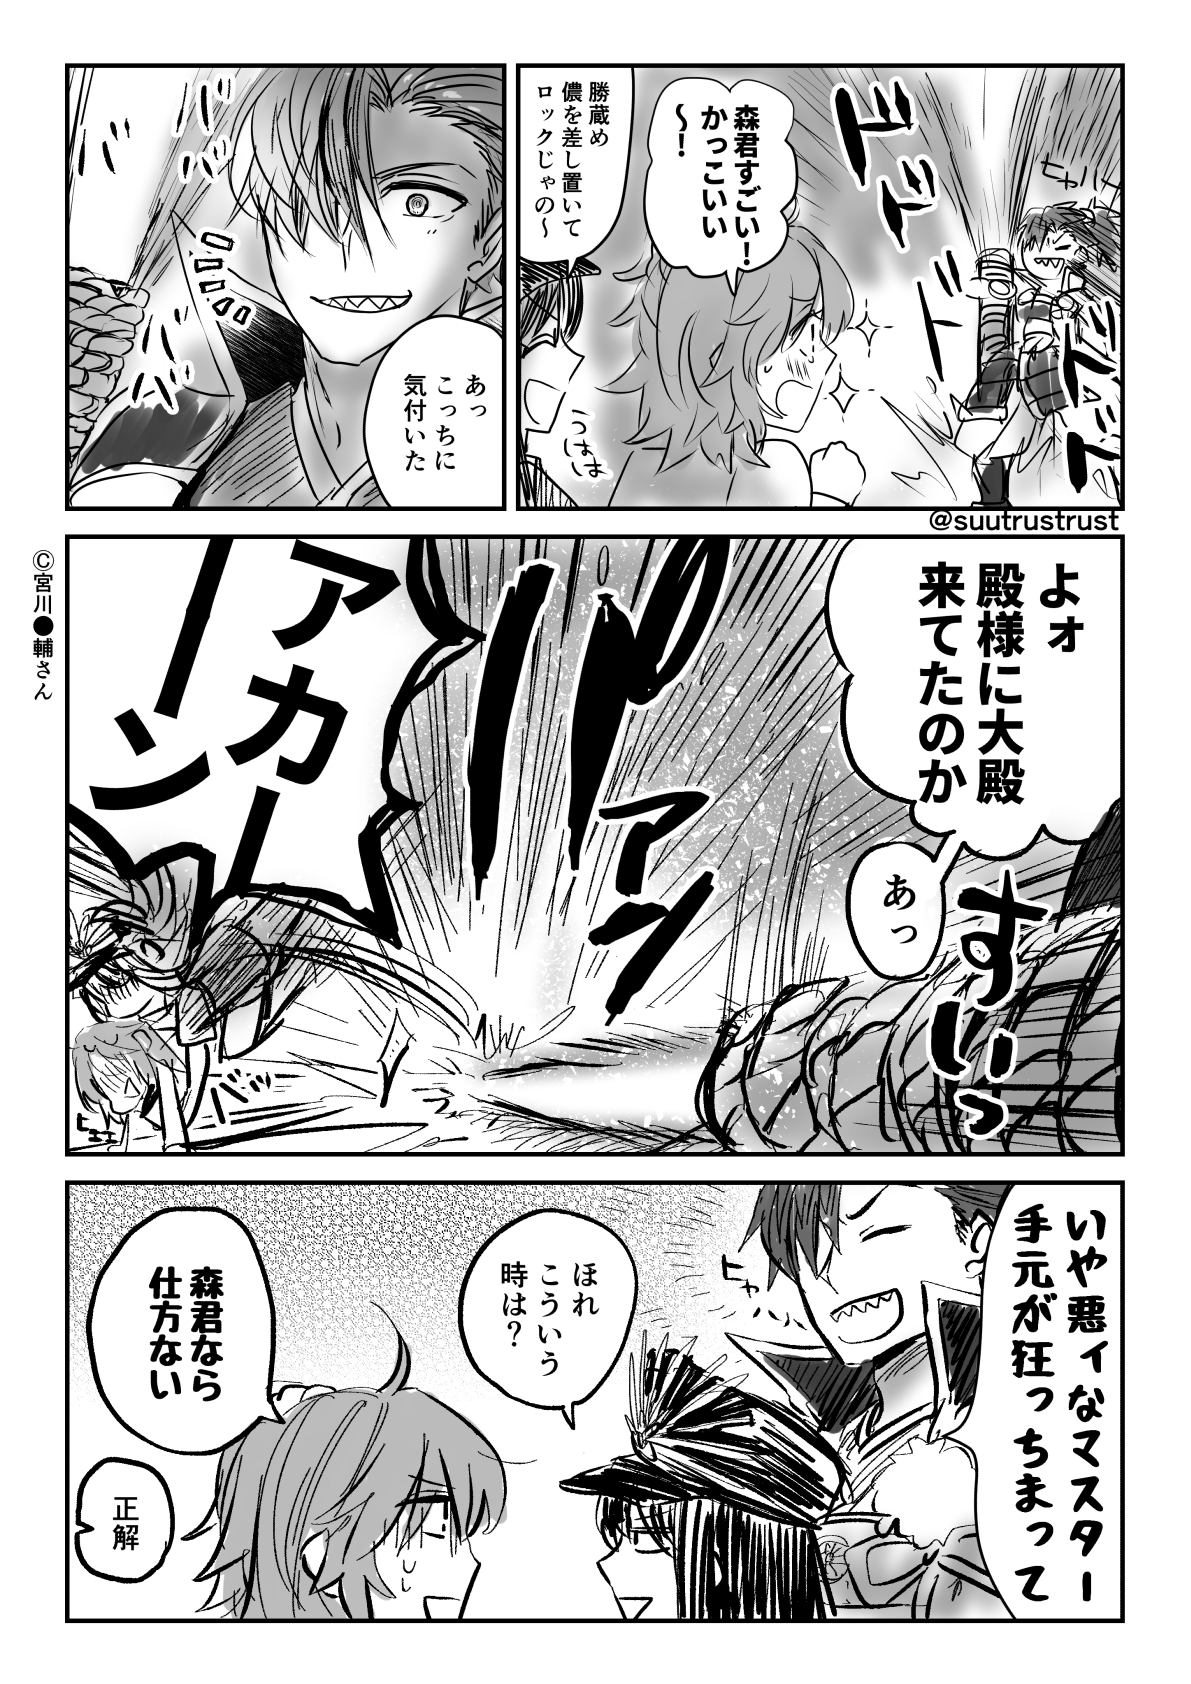 ヒャハー
ドド
ドド
ドドド
森君すごい！
かっこいい
〜！
勝蔵め
儂を差し置いて
ロックじゃの〜
うはは
ババ
ババ
あっ
こっちに
気付いた
@suutrustrust
©宮川●輔さん
よォ
殿様に大殿
来てたのか
すいっ
あっ
アカーン
バッ
ヒェェ
いや悪ィなマスター
手元が狂っちまって
ヒャハハ
ほれ
こういう
時は？
森君なら
仕方ない
正解